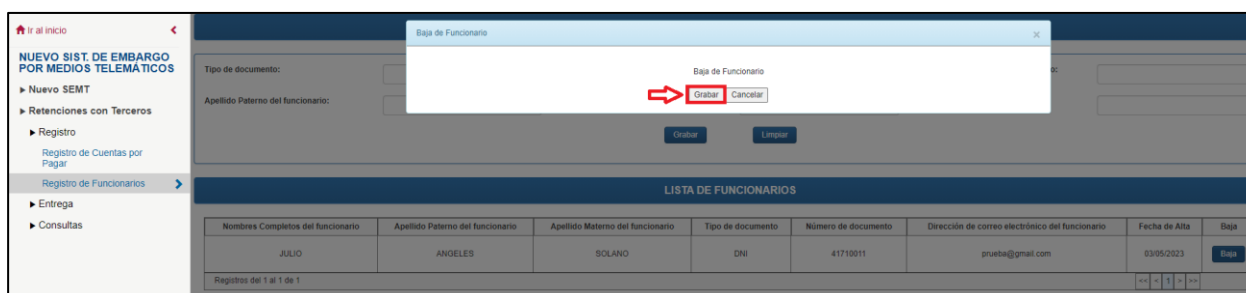 Ir al inicio
NUEVO SIST. DE EMBARGO
POR MEDIOS TELEMÁTICOS
Nuevo SEMT
Retenciones con Terceros
Registro
Registro de Cuentas por
Pagar
Registro de Funcionarios
Entrega
Consultas
Baja de Funcionario
×
Baja de Funcionario
Grabar Cancelar
Tipo de documento:
o:
Apellido Paterno del funcionario:
Grabar Limpiar
LISTA DE FUNCIONARIOS
Nombres Completos del funcionario Apellido Paterno del funcionario Apellido Materno del funcionario Tipo de documento Número de documento Dirección de correo electrónico del funcionario Fecha de Alta Baja
JULIO ANGELES SOLANO DNI 41710011 prueba@gmail.com 03/05/2023 Baja
Registros del 1 al 1 de 1 << < 1 > >>